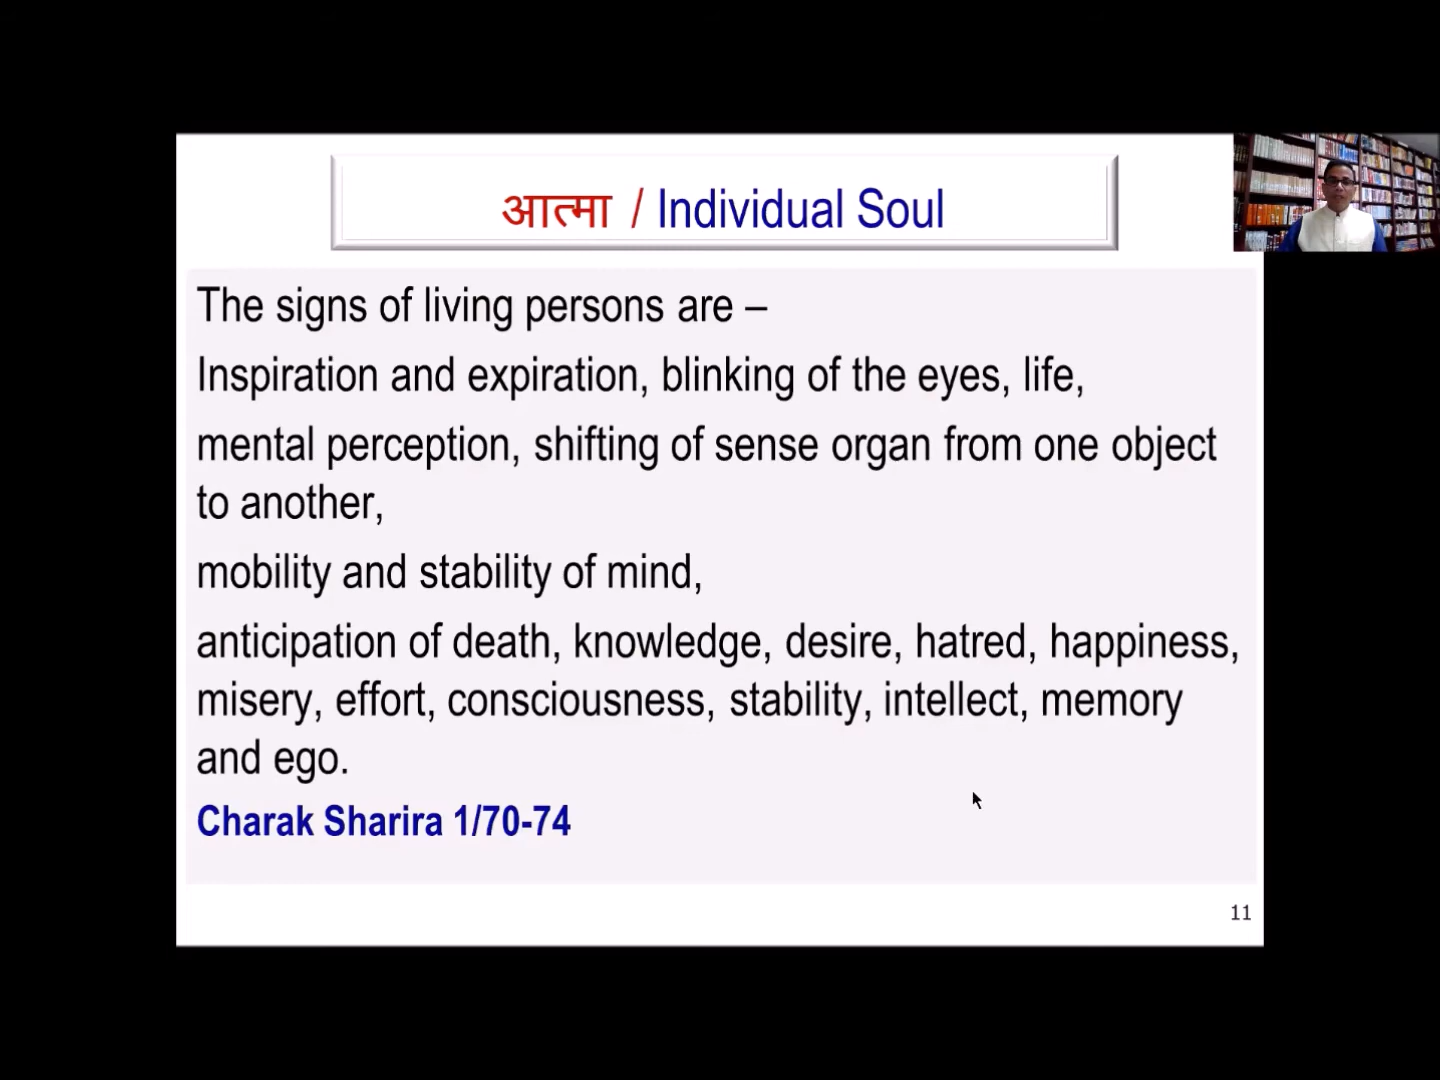 आत्मा / Individual Soul
The signs of living persons are –
Inspiration and expiration, blinking of the eyes, life,
mental perception, shifting of sense organ from one object
to another,
mobility and stability of mind,
anticipation of death, knowledge, desire, hatred, happiness,
misery, effort, consciousness, stability, intellect, memory
and ego.
Charak Sharira 1/70-74
11